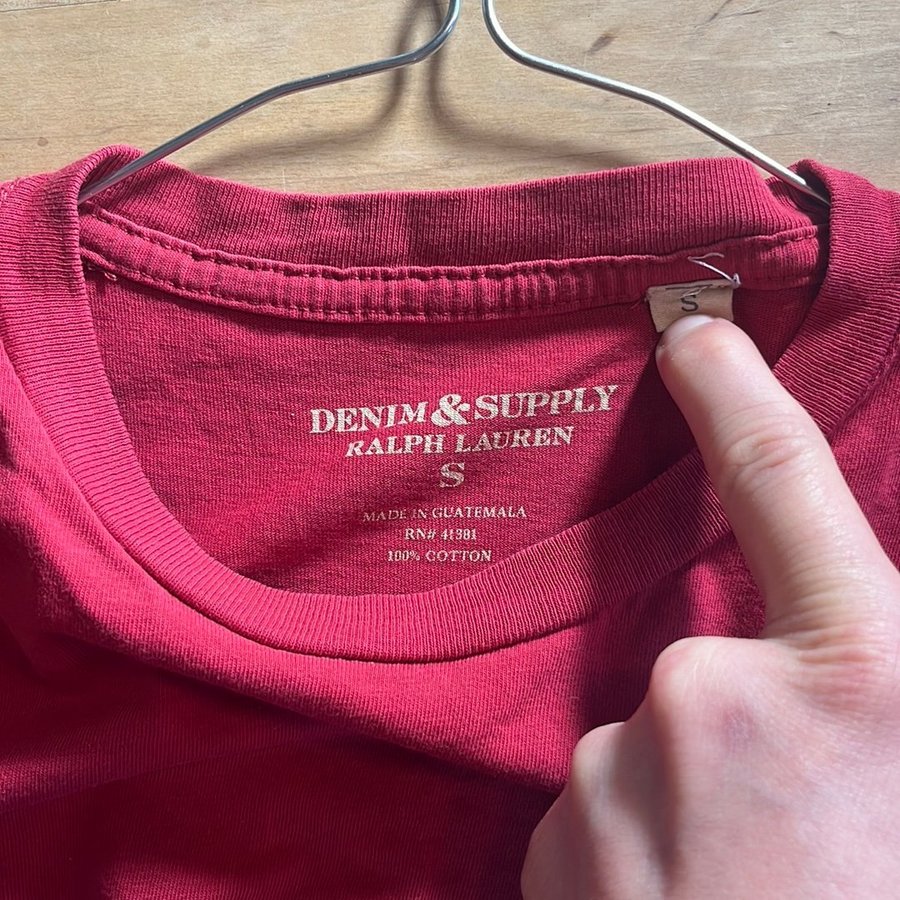 S
DENIM&SUPPLY
RALPH LAUREN
S
MADE IN GUATEMALA
RN# 41381
100% COTTON